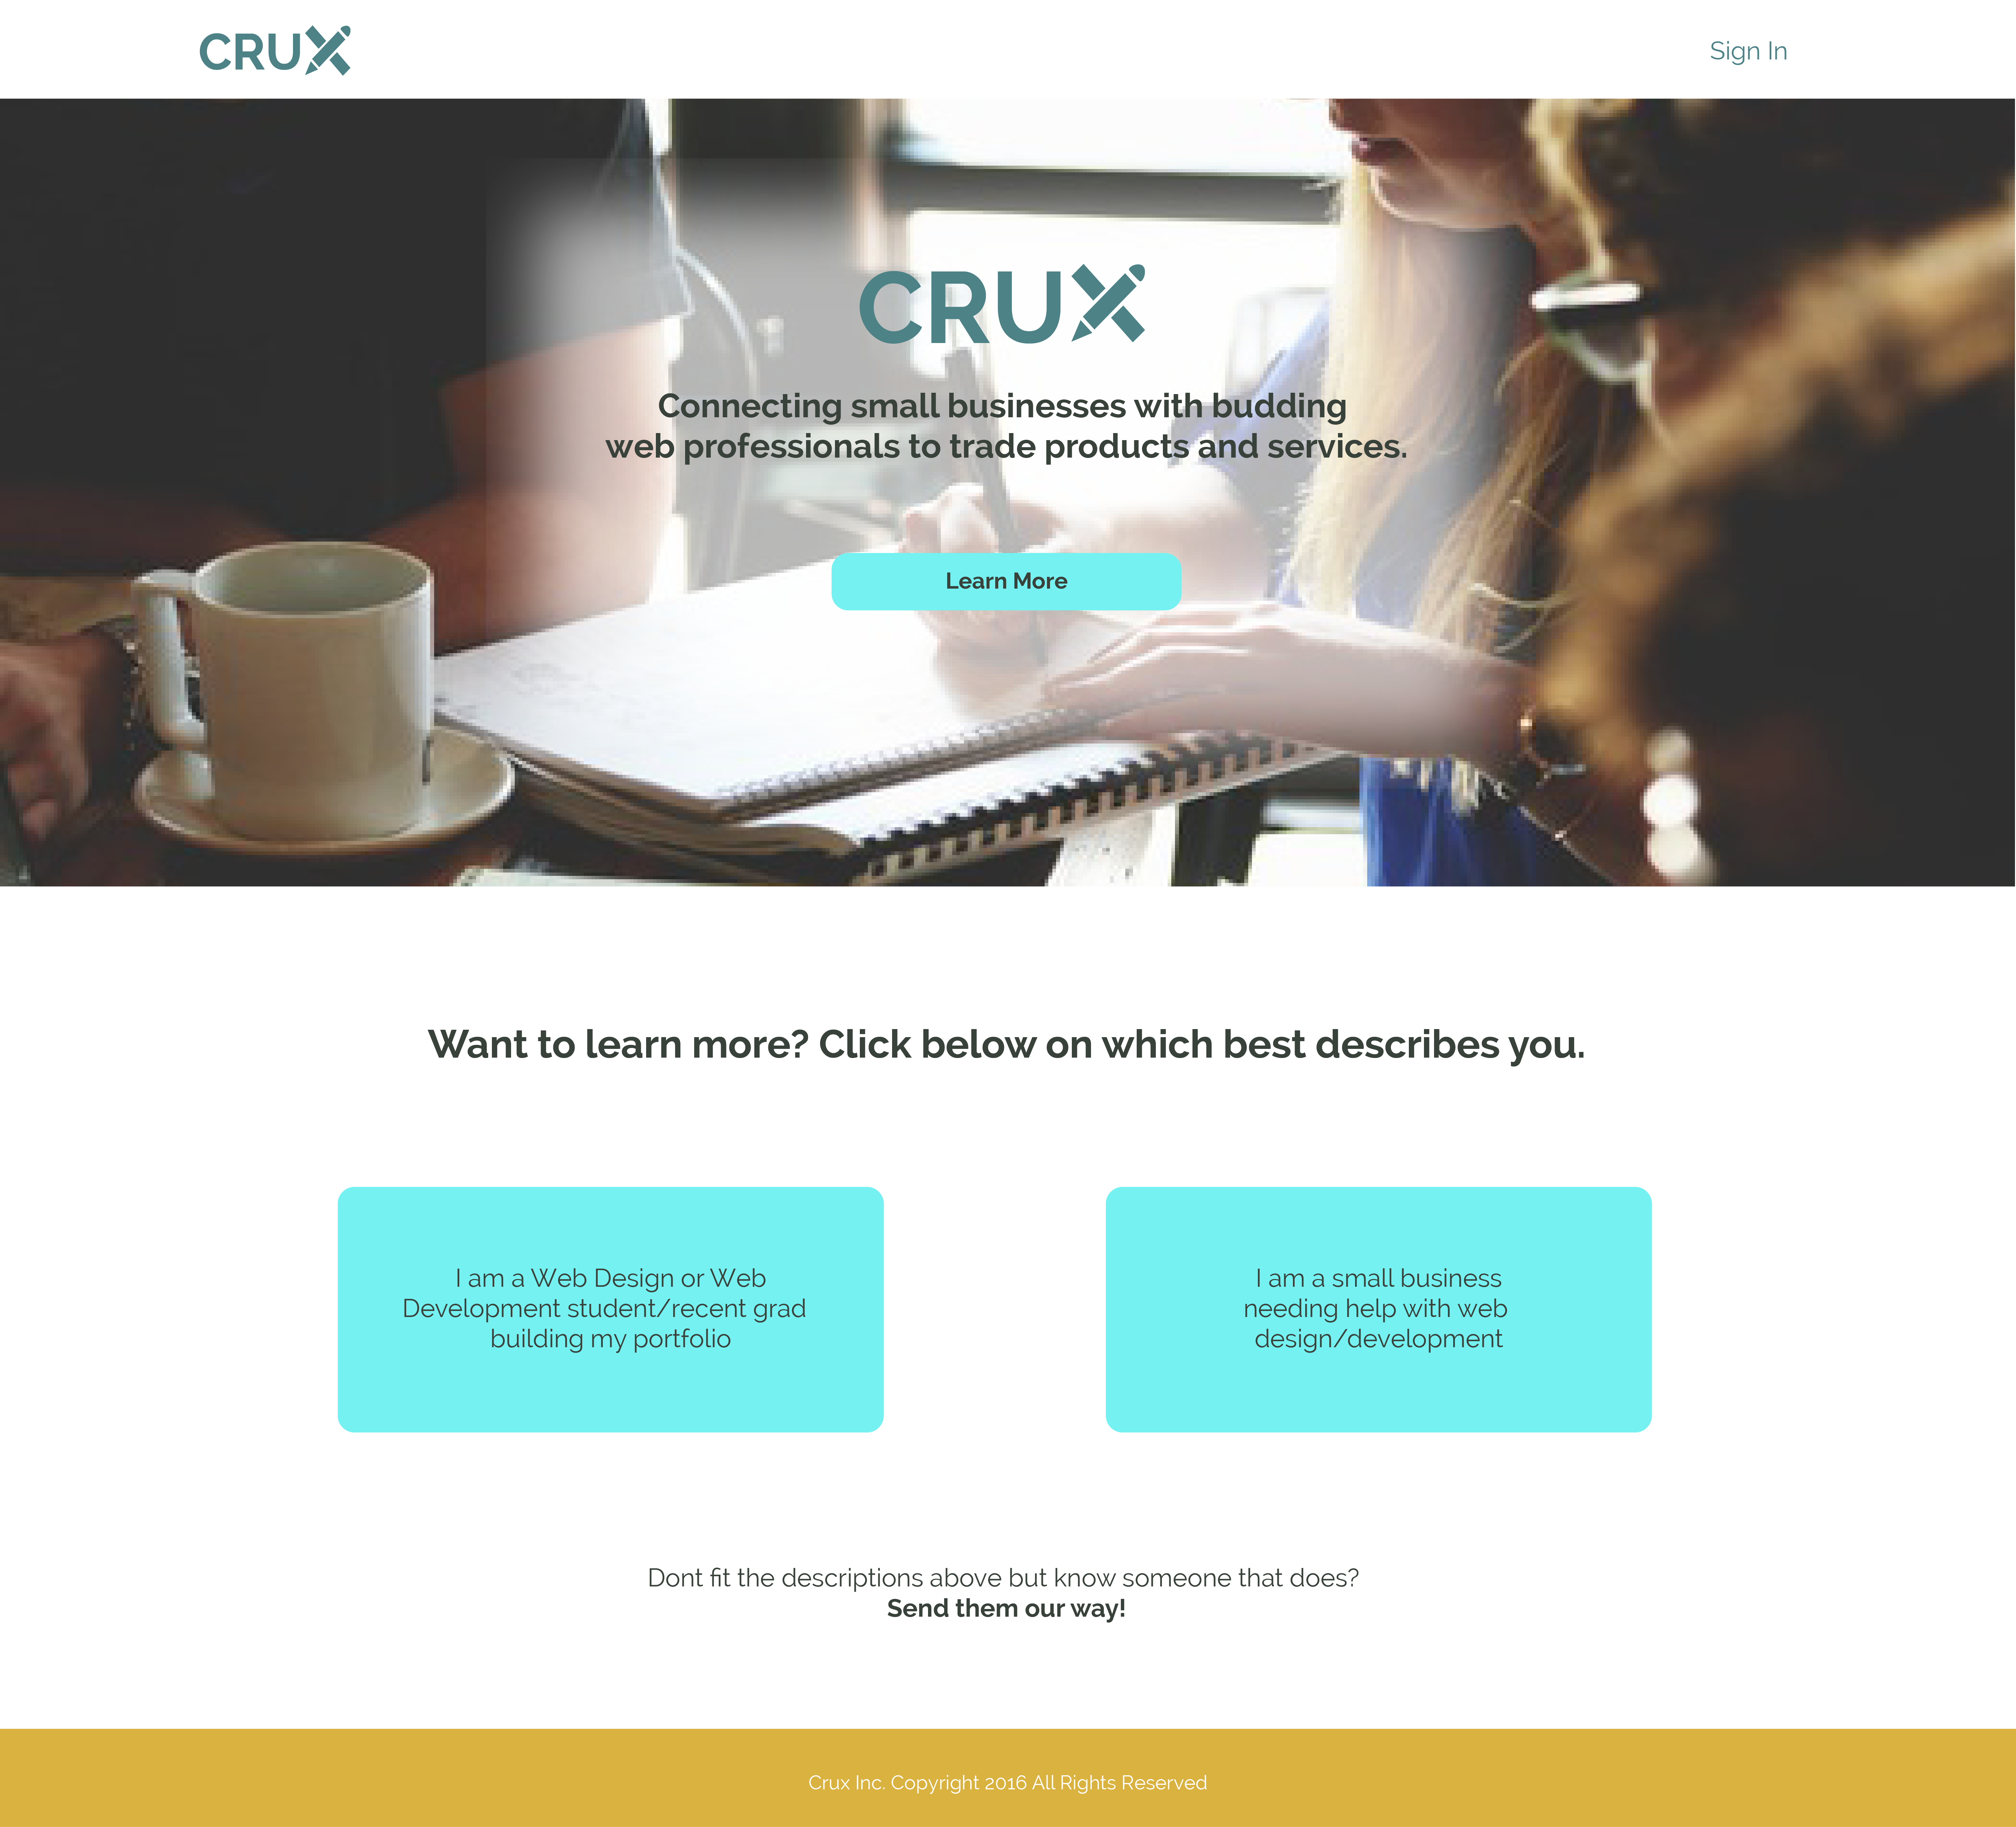 CRUX
Sign In
CRUX
Connecting small businesses with budding
web professionals to trade products and services.
Learn More
Want to learn more? Click below on which best describes you.
I am a Web Design or Web
Development student/recent grad
building my portfolio
I am a small business
needing help with web
design/development
Dont fit the descriptions above but know someone that does?
Send them our way!
Crux Inc. Copyright 2016 All Rights Reserved